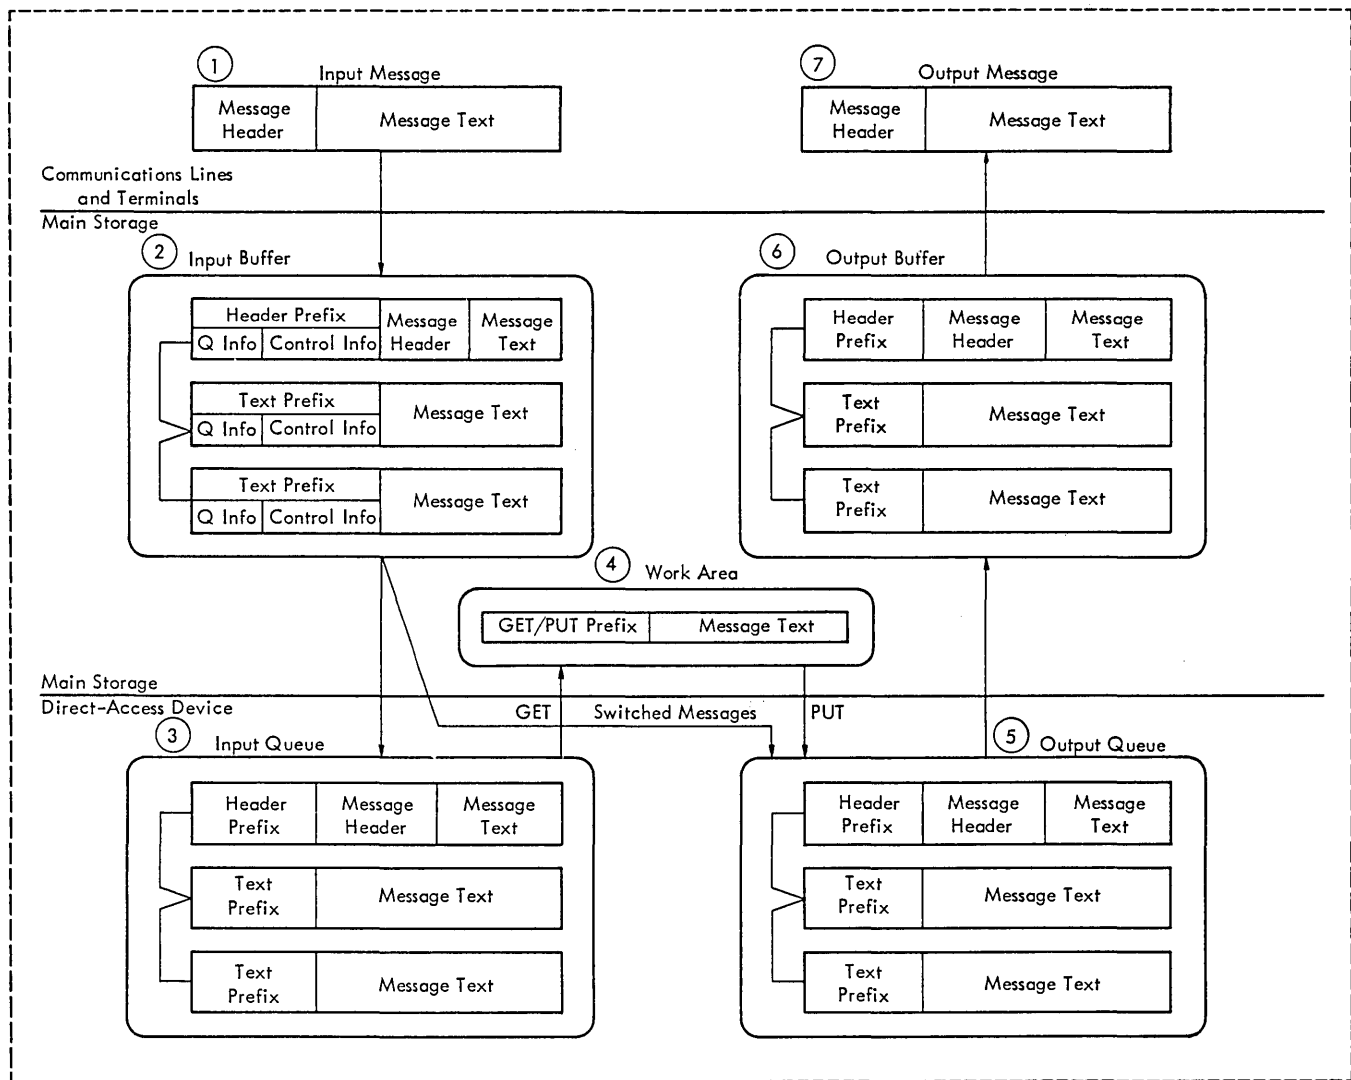 1
Input Message
Message Header
Message Text
7
Output Message
Message Header
Message Text
Communications Lines
and Terminals
Main Storage
2
Input Buffer
Header Prefix
Q Info
Control Info
Message Header
Message Text
Text Prefix
Q Info
Control Info
Message Text
Text Prefix
Q Info
Control Info
Message Text
6
Output Buffer
Header Prefix
Message Header
Message Text
Text Prefix
Message Text
Text Prefix
Message Text
4
Work Area
GET/PUT Prefix
Message Text
Main Storage
Direct-Access Device
GET
Switched Messages
PUT
3
Input Queue
Header Prefix
Message Header
Message Text
Text Prefix
Message Text
Text Prefix
Message Text
5
Output Queue
Header Prefix
Message Header
Message Text
Text Prefix
Message Text
Text Prefix
Message Text